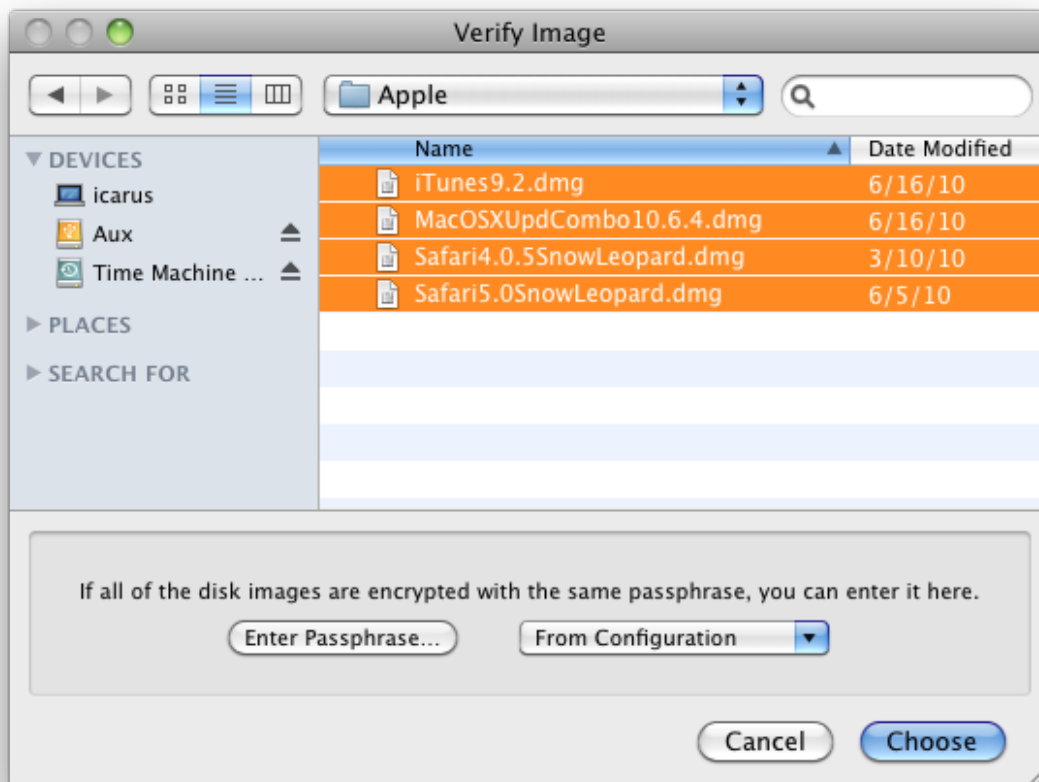 Verify Image
Apple
DEVICES
icarus
Aux
Time Machine ...
PLACES
SEARCH FOR
Name Date Modified
iTunes9.2.dmg 6/16/10
MacOSXUpdCombo10.6.4.dmg 6/16/10
Safari4.0.5SnowLeopard.dmg 3/10/10
Safari5.0SnowLeopard.dmg 6/5/10
If all of the disk images are encrypted with the same passphrase, you can enter it here.
Enter Passphrase... From Configuration
Cancel Choose